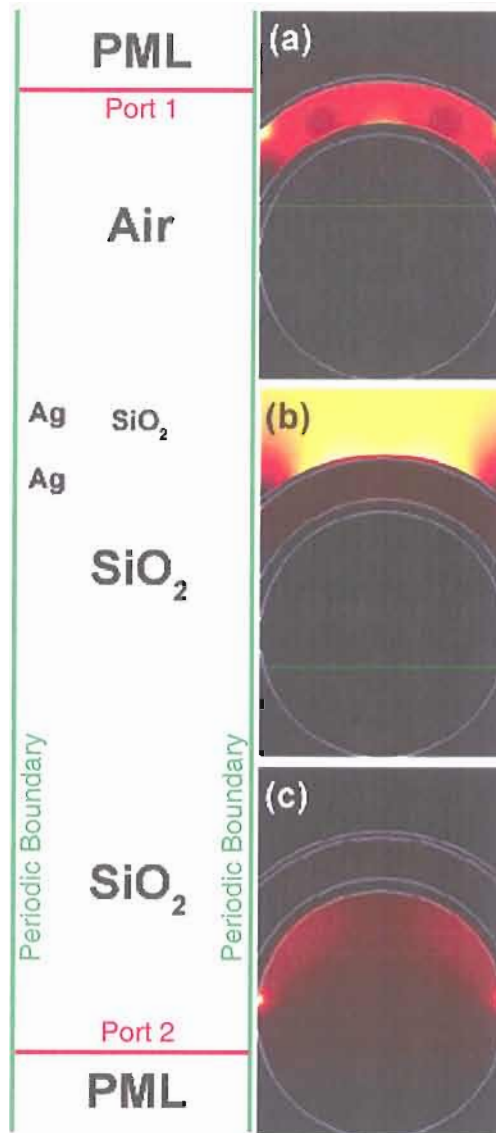 PML
Port 1
Air
Ag
SiO₂
Ag
SiO₂
Periodic Boundary
Periodic Boundary
SiO₂
Port 2
PML
(a)
(b)
(c)